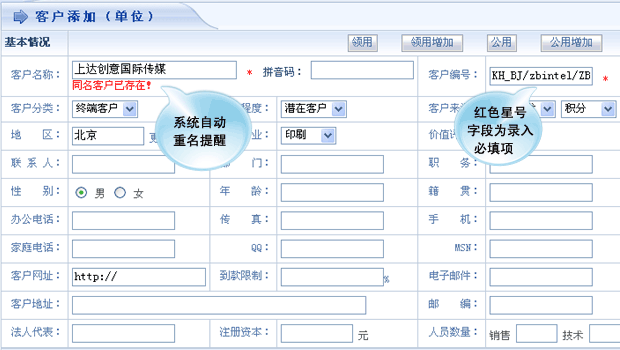 客户添加（单位）
基本情况 领用 领用增加 公用 公用增加
客户名称： 上达创意国际传媒 * 拼音码： 客户编号： KH_BJ/zbintel/ZB *
同名客户已存在!
客户分类： 终端客户 程度： 潜在客户 客户来 积分
系统自动
重名提醒
红色星号
字段为录入
必填项
地 区： 北京 业： 印刷 价值评
联 系 人： 门： 职 务：
性 别： 男 女 年 龄： 籍 贯：
办公电话： 传 真： 手 机：
家庭电话： QQ： MSN：
客户网址： http:// 到款限制： % 电子邮件：
客户地址： 邮 编：
法人代表： 注册资本： 元 人员数量： 销售 技术